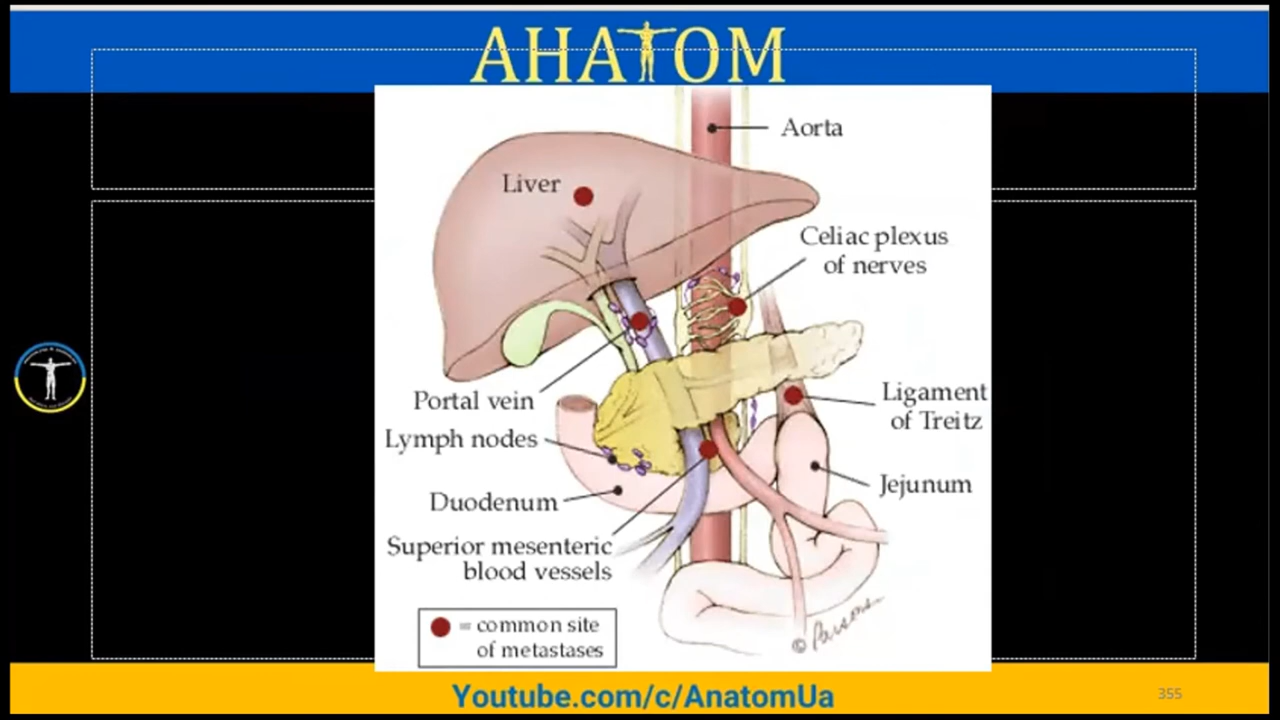 AHATOM
Aorta
Liver
Celiac plexus
of nerves
Portal vein
Ligament
of Treitz
Lymph nodes
Jejunum
Duodenum
Superior mesenteric
blood vessels
= common site
of metastases
© Parsons
Youtube.com/c/AnatomUa
355